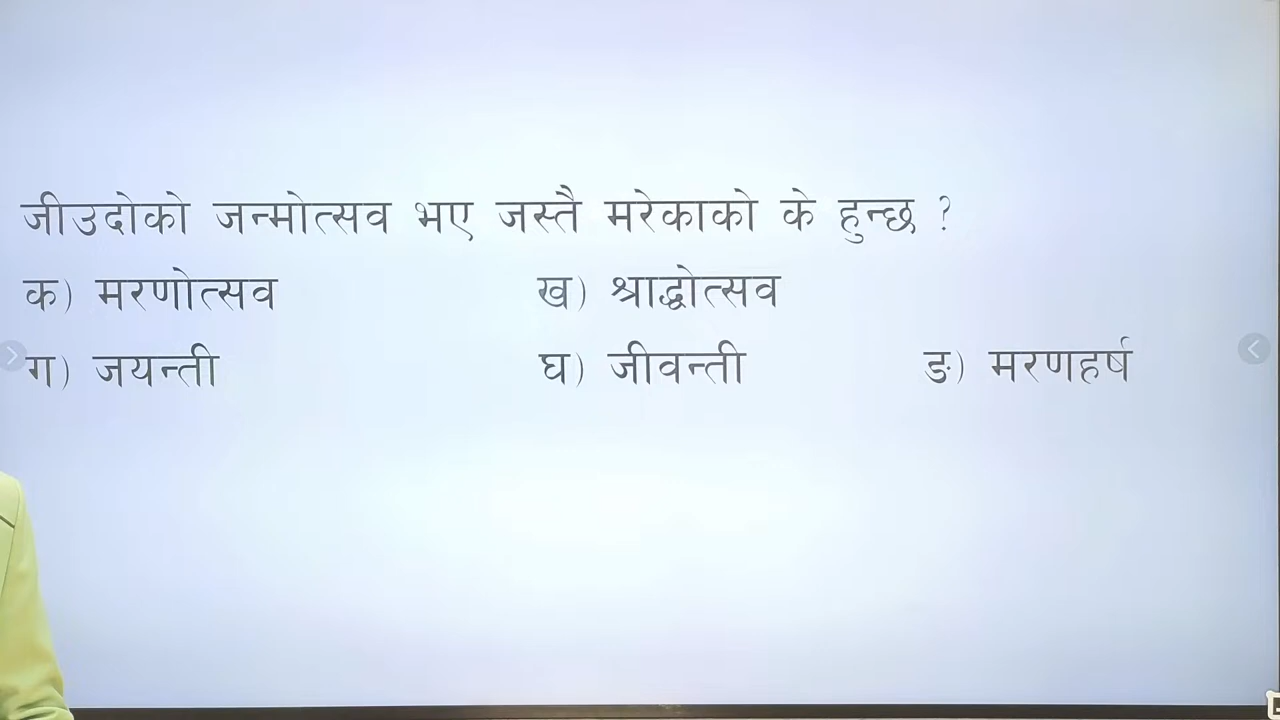 जीउदोको जन्मोत्सव भए जस्तै मरेकाको के हुन्छ ?
क) मरणोत्सव ख) श्राद्धोत्सव
ग) जयन्ती घ) जीवन्ती ङ) मरणहर्ष